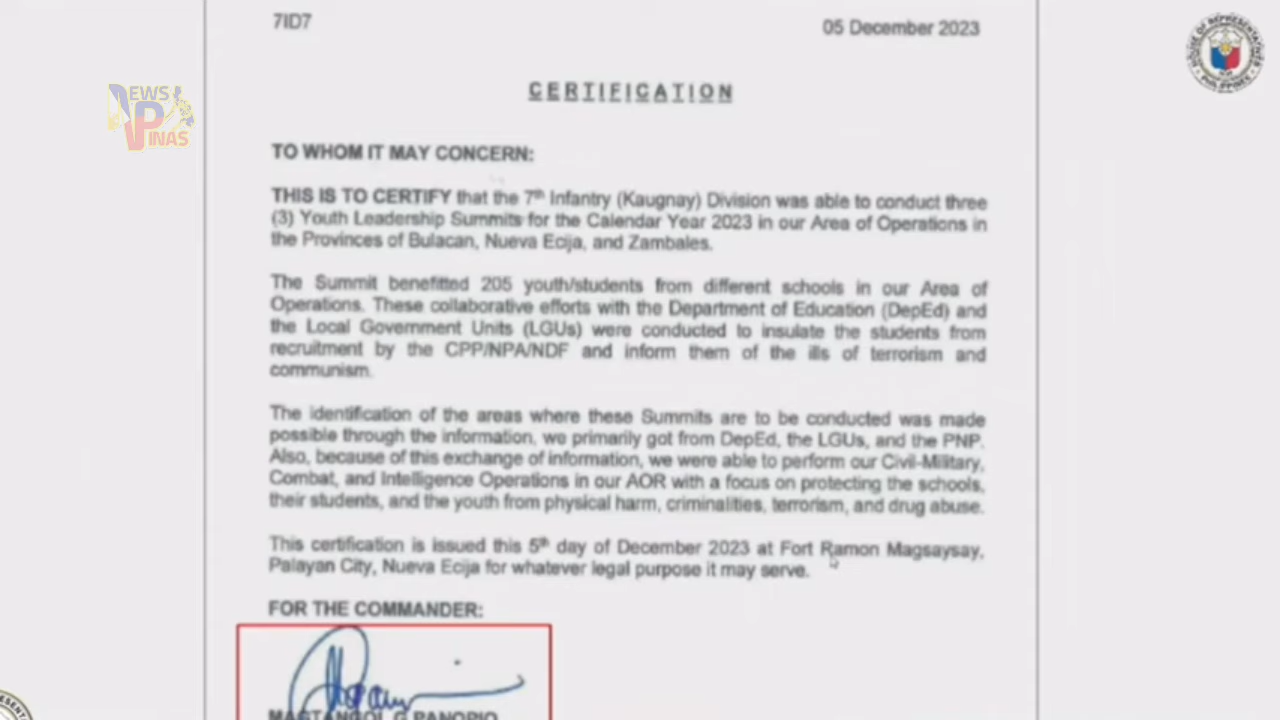 7ID7
05 December 2023
CERTIFICATION
NEWS
PINAS
HOUSE OF REPRESENTATIVES
PHILIPPINES
TO WHOM IT MAY CONCERN:
THIS IS TO CERTIFY that the 7th Infantry (Kaugnay) Division was able to conduct three
(3) Youth Leadership Summits for the Calendar Year 2023 in our Area of Operations in
the Provinces of Bulacan, Nueva Ecija, and Zambales.
The Summit benefitted 205 youth/students from different schools in our Area of
Operations. These collaborative efforts with the Department of Education (DepEd) and
the Local Government Units (LGUs) were conducted to insulate the students from
recruitment by the CPP/NPA/NDF and inform them of the ills of terrorism and
communism.
The identification of the areas where these Summits are to be conducted was made
possible through the information, we primarily got from DepEd, the LGUs, and the PNP.
Also, because of this exchange of information, we were able to perform our Civil-Military,
Combat, and Intelligence Operations in our AOR with a focus on protecting the schools,
their students, and the youth from physical harm, criminalities, terrorism, and drug abuse.
This certification is issued this 5th day of December 2023 at Fort Ramon Magsaysay,
Palayan City, Nueva Ecija for whatever legal purpose it may serve.
FOR THE COMMANDER:
MAGTANGOL G PANOPIO